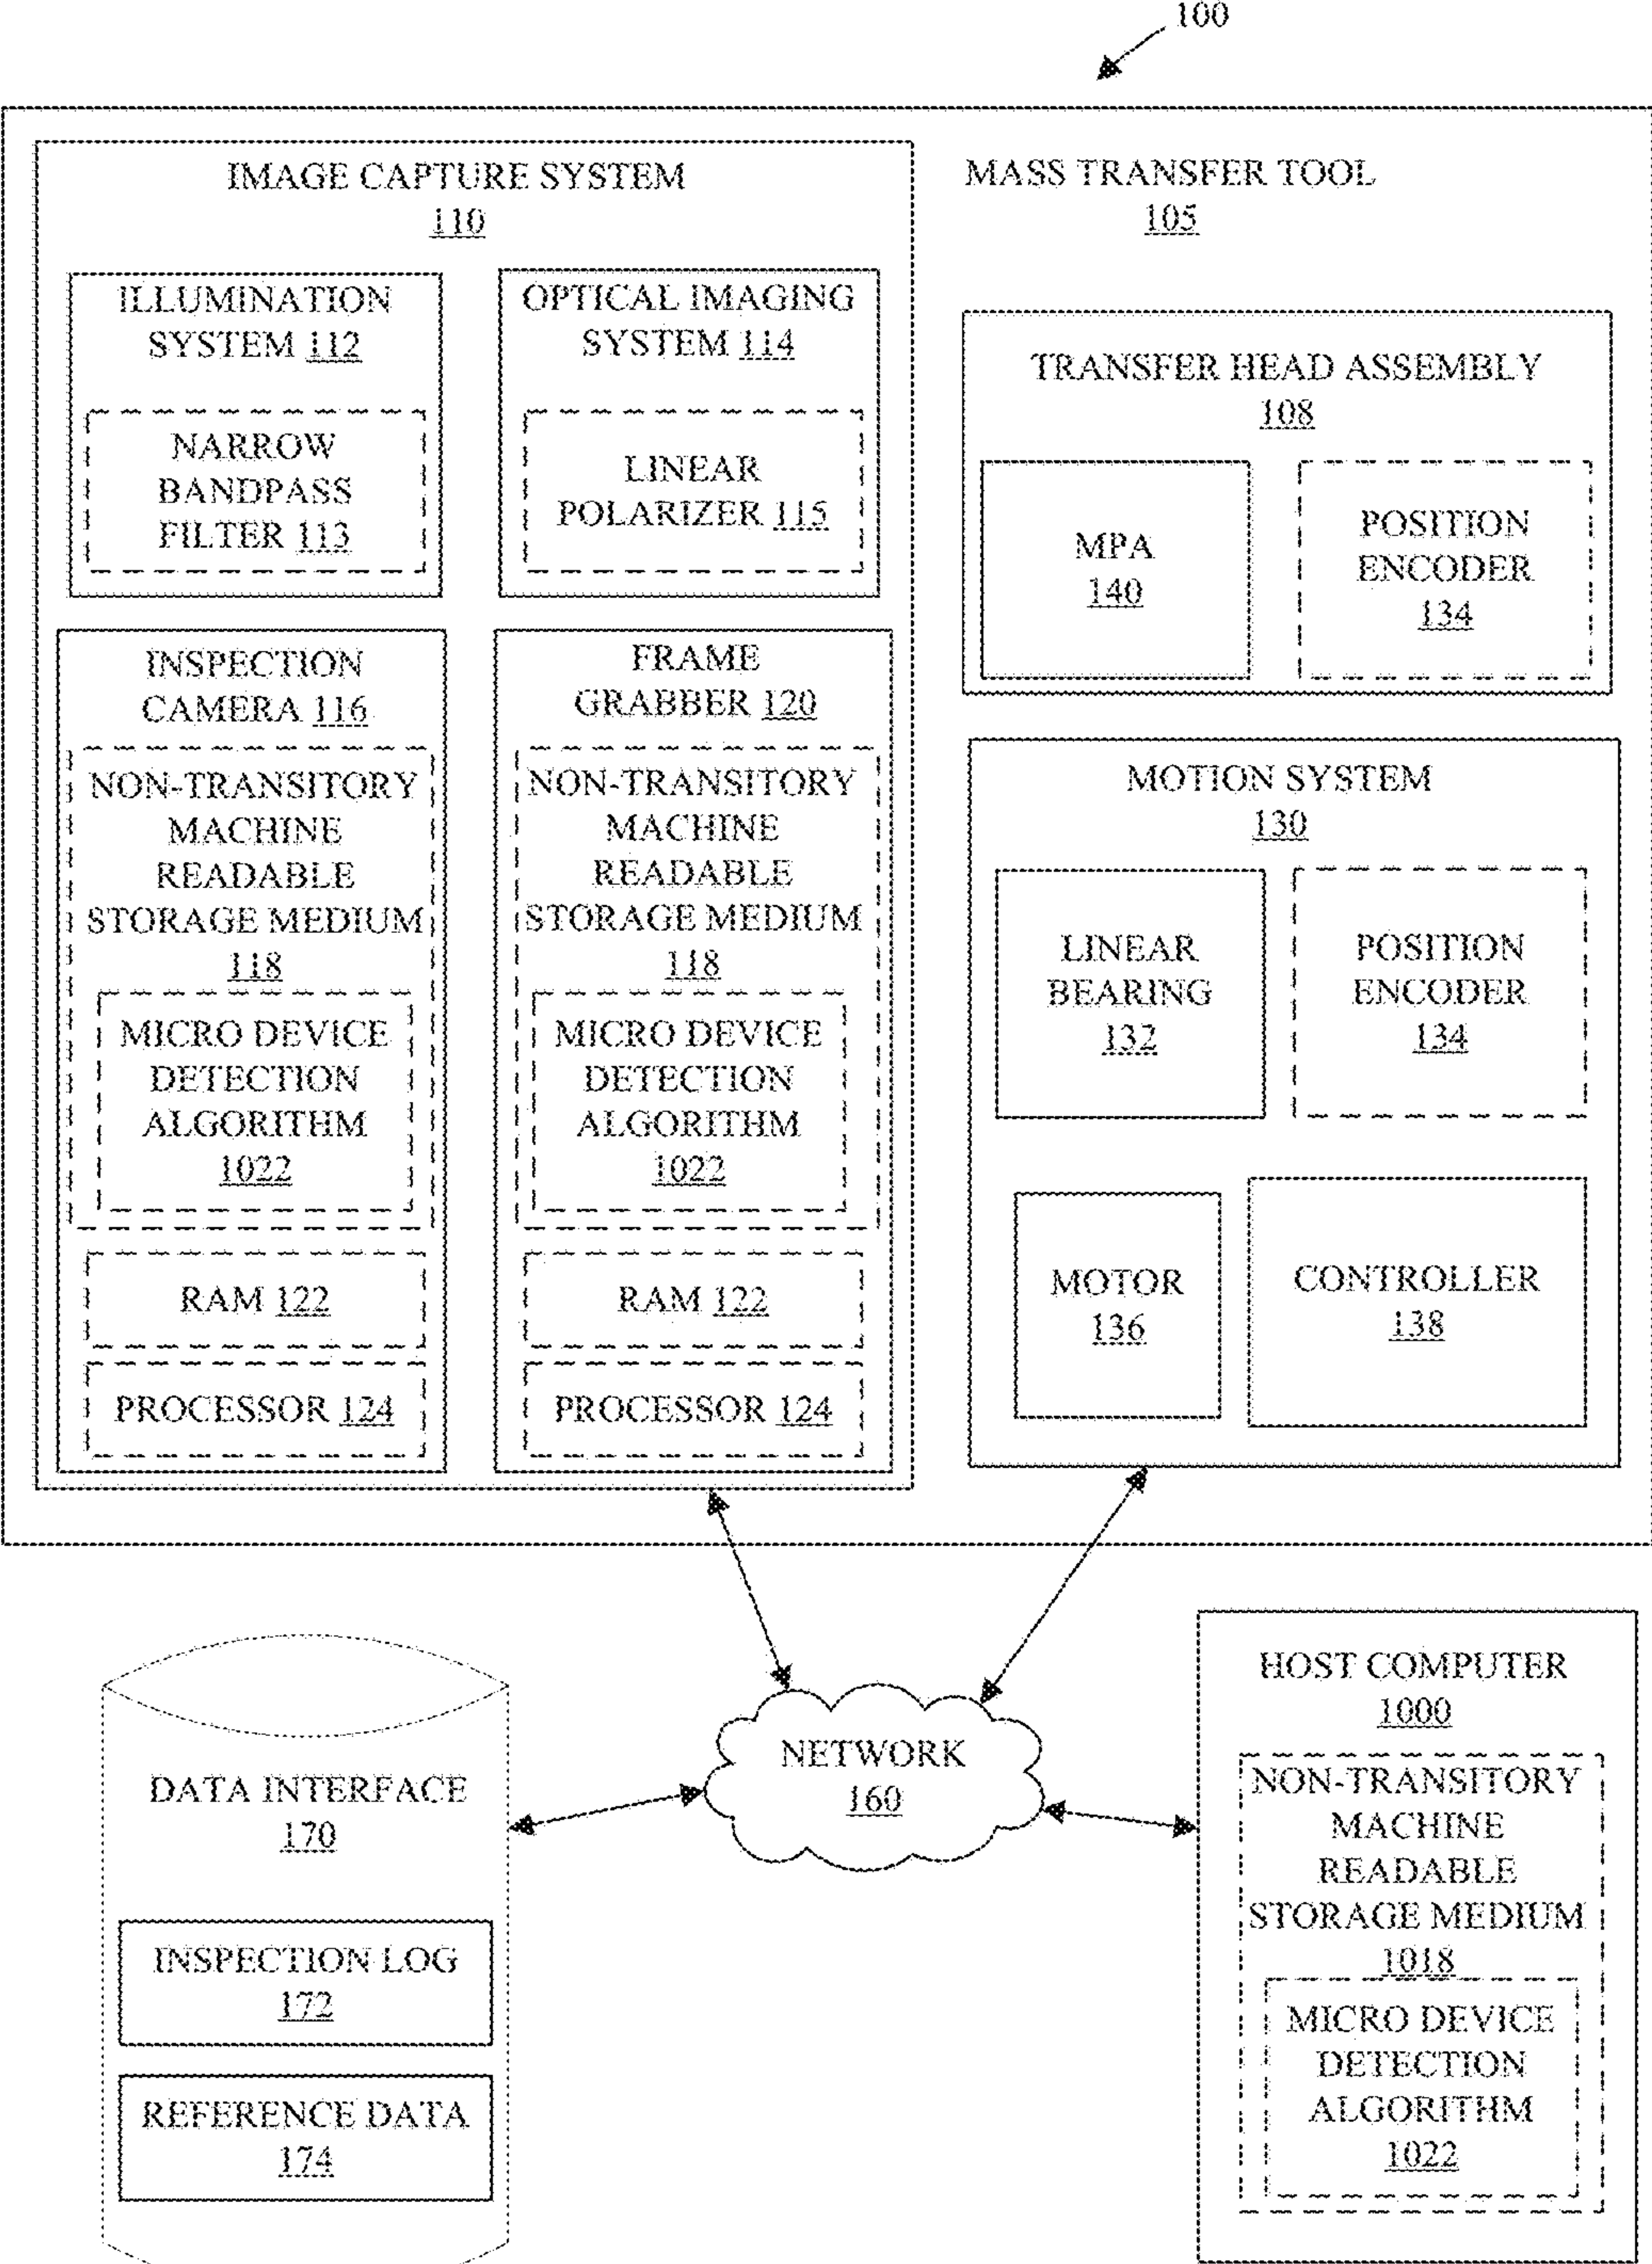 100
IMAGE CAPTURE SYSTEM
110
ILLUMINATION
SYSTEM 112
NARROW
BANDPASS
FILTER 113
OPTICAL IMAGING
SYSTEM 114
LINEAR
POLARIZER 115
INSPECTION
CAMERA 116
NON-TRANSITORY
MACHINE
READABLE
STORAGE MEDIUM
118
MICRO DEVICE
DETECTION
ALGORITHM
1022
RAM 122
PROCESSOR 124
FRAME
GRABBER 120
NON-TRANSITORY
MACHINE
READABLE
STORAGE MEDIUM
118
MICRO DEVICE
DETECTION
ALGORITHM
1022
RAM 122
PROCESSOR 124
MASS TRANSFER TOOL
105
TRANSFER HEAD ASSEMBLY
108
MPA
140
POSITION
ENCODER
134
MOTION SYSTEM
130
LINEAR
BEARING
132
POSITION
ENCODER
134
MOTOR
136
CONTROLLER
138
DATA INTERFACE
170
INSPECTION LOG
172
REFERENCE DATA
174
NETWORK
160
HOST COMPUTER
1000
NON-TRANSITORY
MACHINE
READABLE
STORAGE MEDIUM
1018
MICRO DEVICE
DETECTION
ALGORITHM
1022